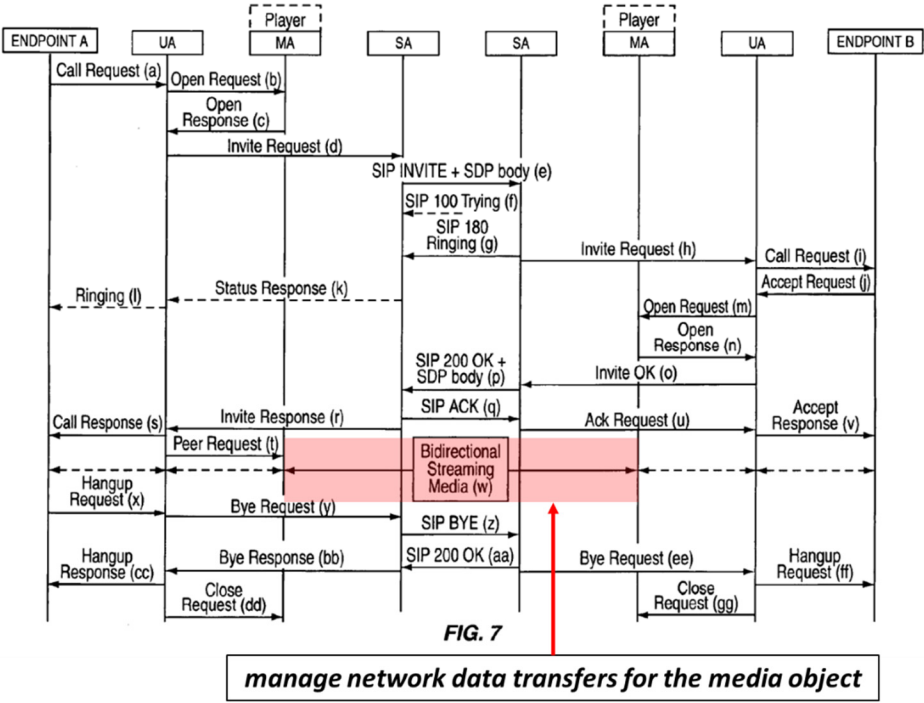 Player
Player
ENDPOINT A
UA
MA
SA
SA
MA
UA
ENDPOINT B
Call Request (a)
Open Request (b)
Open
Response (c)
Invite Request (d)
SIP INVITE + SDP body (e)
SIP 100 Trying (f)
SIP 180
Ringing (g)
Invite Request (h)
Call Request (i)
Accept Request (j)
Status Response (k)
Ringing (l)
Open Request (m)
Open
Response (n)
Invite OK (o)
SIP 200 OK +
SDP body (p)
SIP ACK (q)
Invite Response (r)
Call Response (s)
Peer Request (t)
Ack Request (u)
Accept
Response (v)
Bidirectional
Streaming
Media (w)
Hangup
Request (x)
Bye Request (y)
SIP BYE (z)
SIP 200 OK (aa)
Bye Response (bb)
Hangup
Response (cc)
Close
Request (dd)
Bye Request (ee)
Hangup
Request (ff)
Close
Request (gg)
FIG. 7
manage network data transfers for the media object